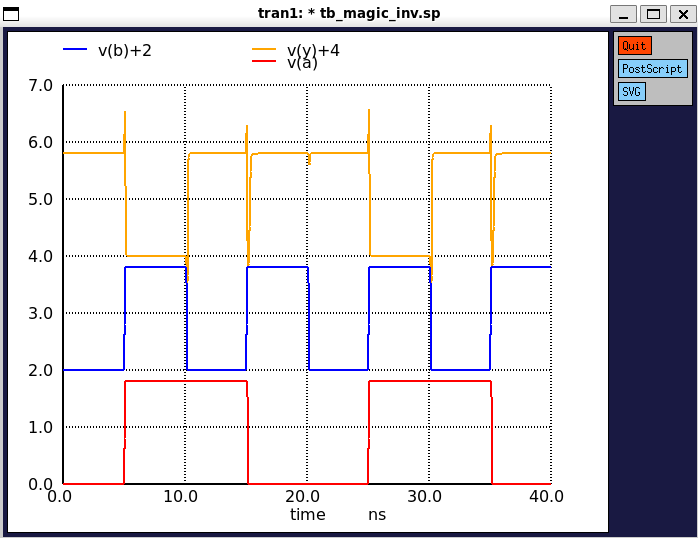 tran1: * tb_magic_inv.sp
Quit
PostScript
SVG
v(b)+2
v(y)+4
v(a)
7.0
6.0
5.0
4.0
3.0
2.0
1.0
0.0
0.0 10.0 20.0 30.0 40.0
time ns